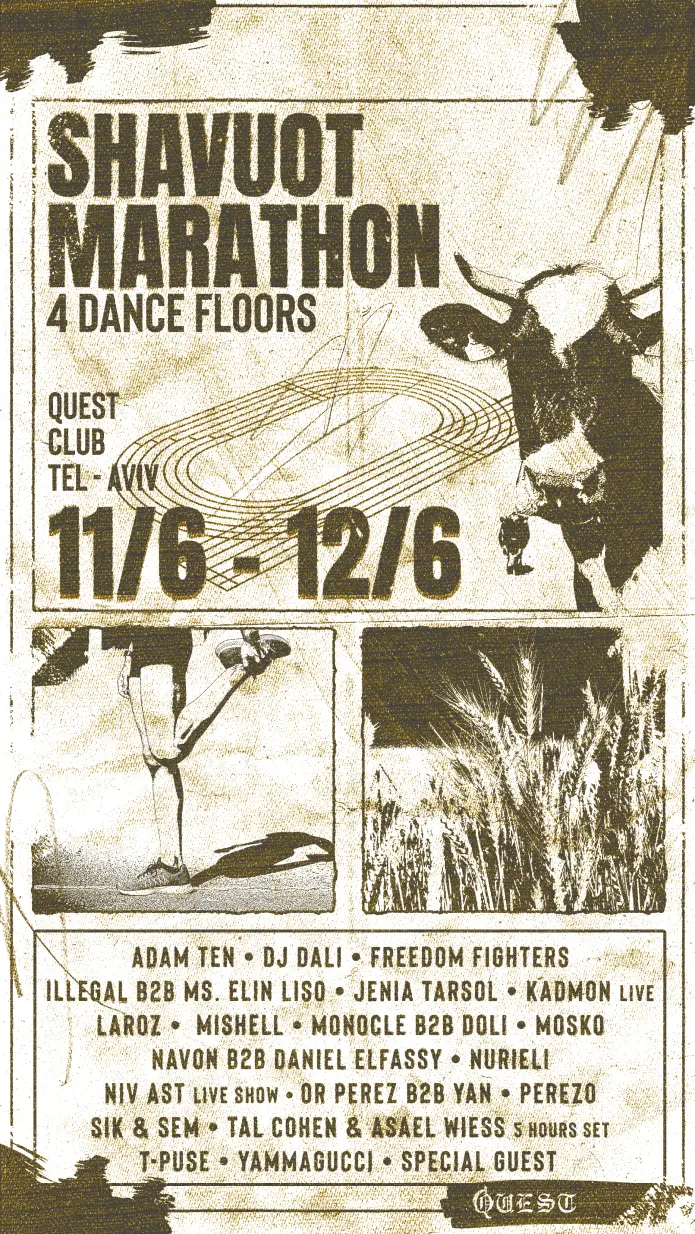 SHAVUOT
MARATHON
4 DANCE FLOORS
QUEST
CLUB
TEL - AVIV
11/6 - 12/6
ADAM TEN • DJ DALI • FREEDOM FIGHTERS
ILLEGAL B2B MS. ELIN LISO • JENIA TARSOL • KADMON LIVE
LAROZ • MISHELL • MONOCLE B2B DOLI • MOSKO
NAVON B2B DANIEL ELFASSY • NURIELI
NIV AST LIVE SHOW • OR PEREZ B2B YAN • PEREZO
SIK & SEM • TAL COHEN & ASAEL WIESS 5 HOURS SET
T-PUSE • YAMMAGUCCI • SPECIAL GUEST
QUEST